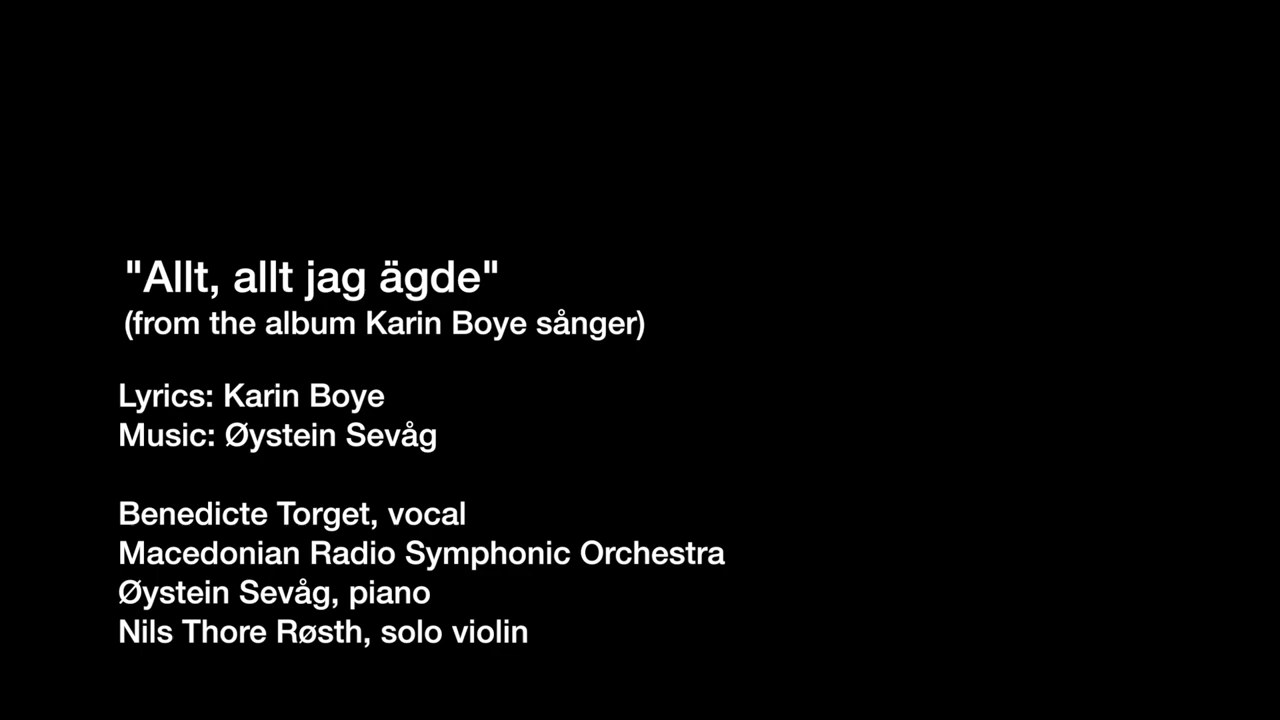 "Allt, allt jag ägde"
(from the album Karin Boye sånger)
Lyrics: Karin Boye
Music: Øystein Sevåg
Benedicte Torget, vocal
Macedonian Radio Symphonic Orchestra
Øystein Sevåg, piano
Nils Thore Røsth, solo violin